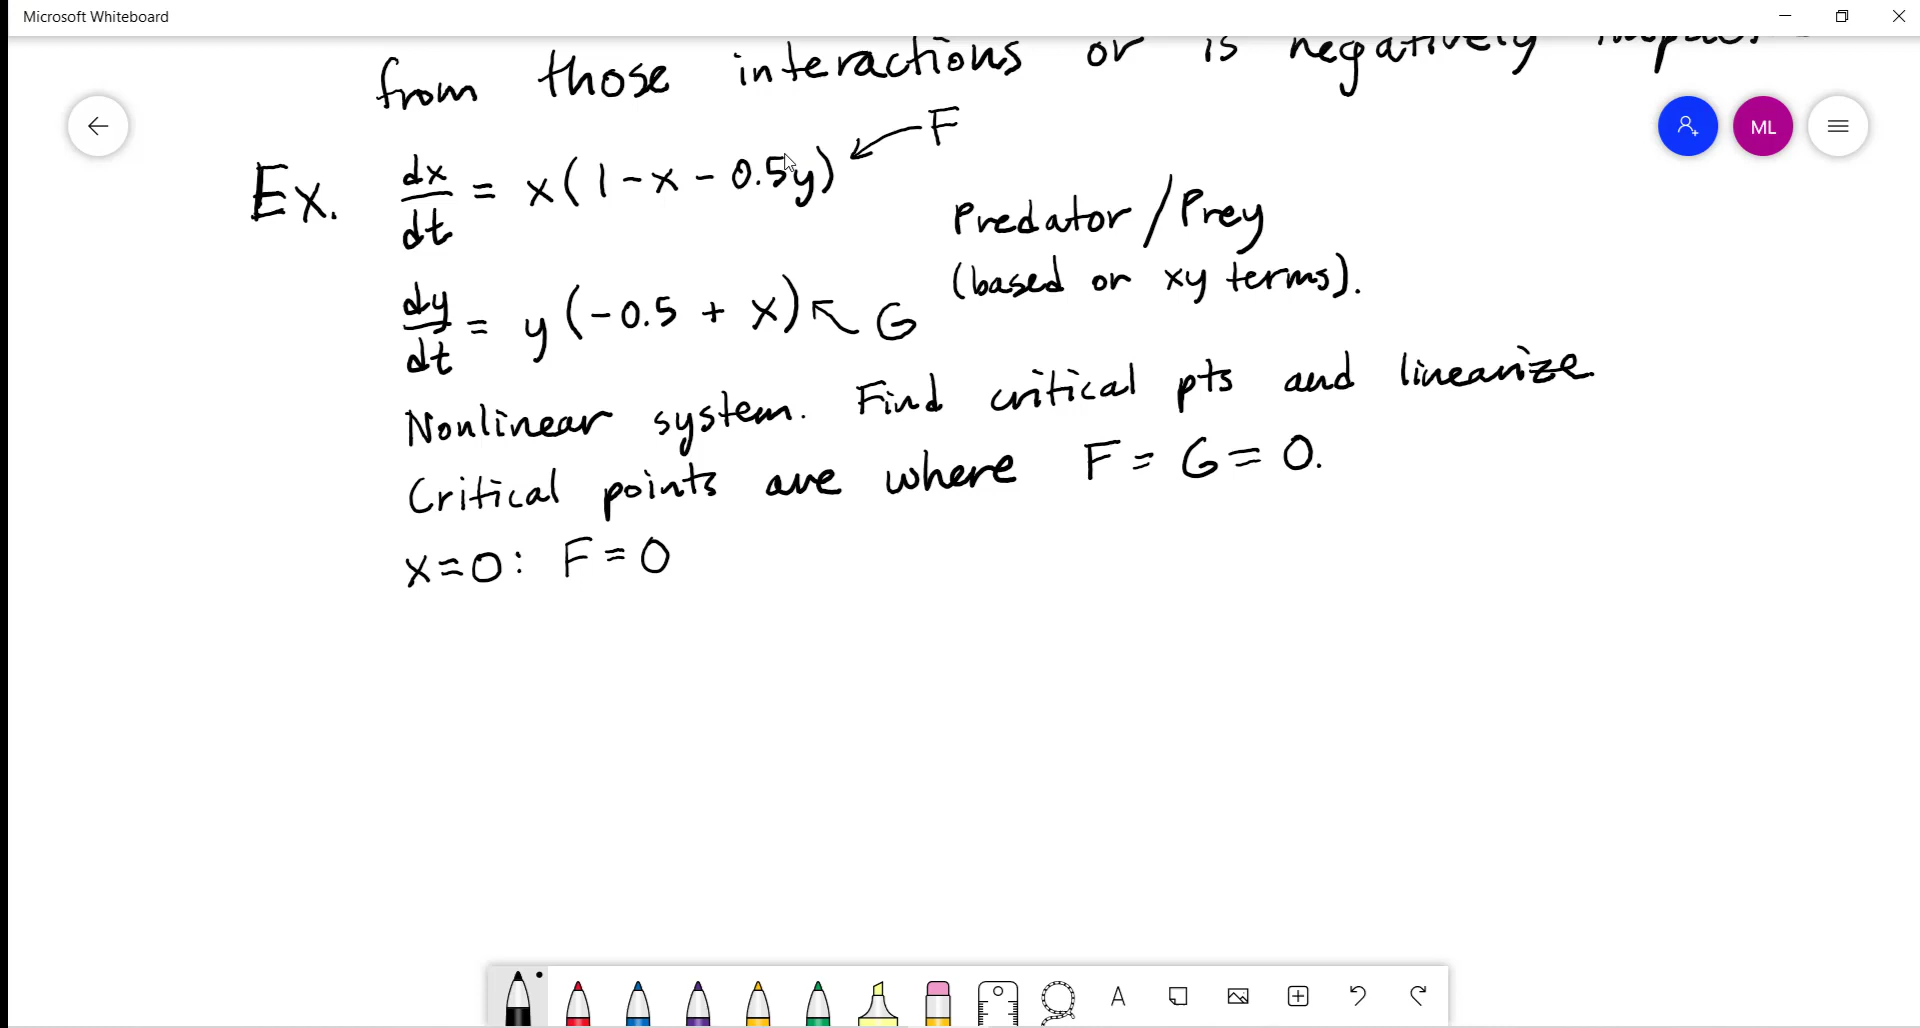 Microsoft Whiteboard
from those interactions or is negatively
ML
Ex. dx/dt = x(1-x-0.5y) ← F
Predator/Prey
(based on xy terms).
dy/dt = y(-0.5 + x) ← G
Nonlinear system. Find critical pts and linearize.
Critical points are where F = G = 0.
x=0: F=0
A